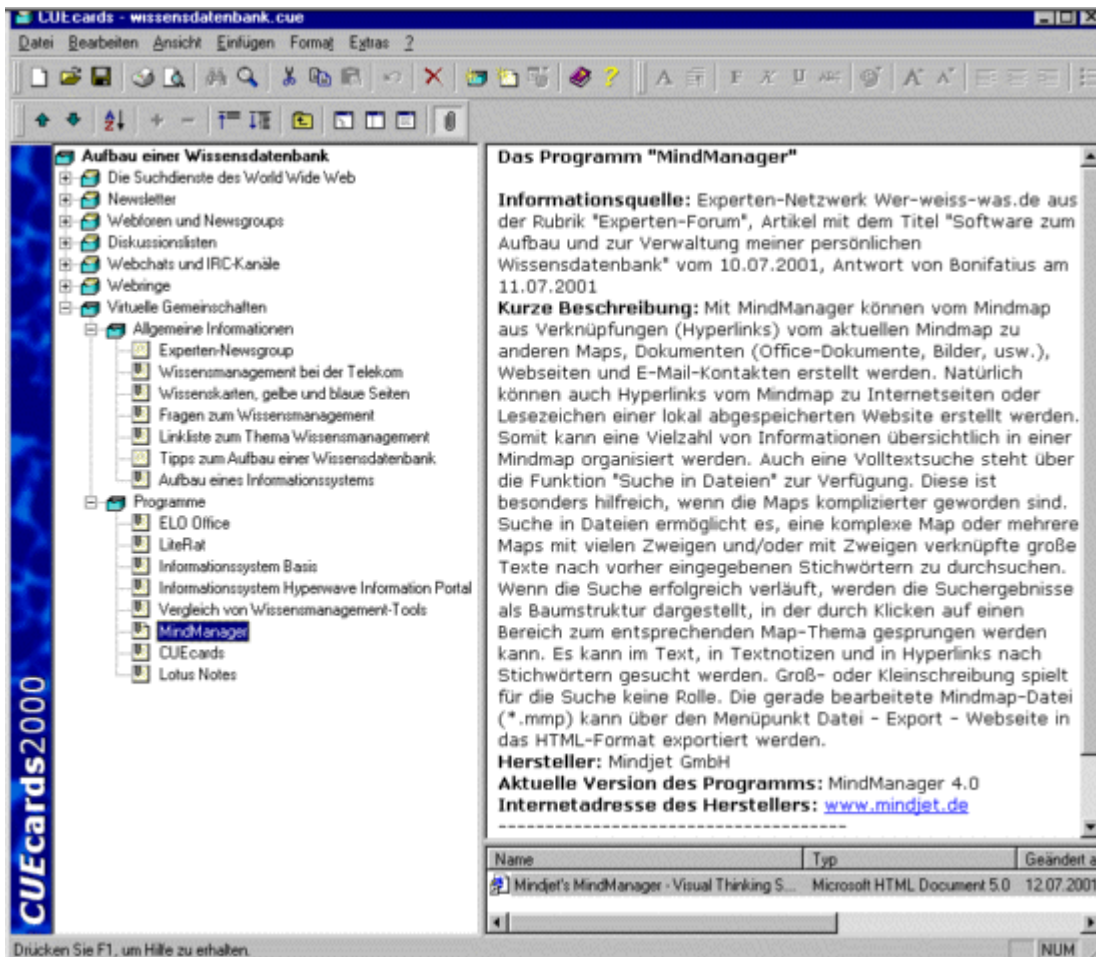 CUEcards - wissensdatenbank.cue
Datei Bearbeiten Ansicht Einfügen Format Extras ?
Aufbau einer Wissensdatenbank
Die Suchdienste des World Wide Web
Newsletter
Webforen und Newsgroups
Diskussionslisten
Webchats und IRC-Kanäle
Webringe
Virtuelle Gemeinschaften
Allgemeine Informationen
Experten-Newsgroup
Wissensmanagement bei der Telekom
Wissenskarten, gelbe und blaue Seiten
Fragen zum Wissensmanagement
Linkliste zum Thema Wissensmanagement
Tipps zum Aufbau einer Wissensdatenbank
Aufbau eines Informationssystems
Programme
ELO Office
LiteRat
Informationssystem Basis
Informationssystem Hyperwave Information Portal
Vergleich von Wissensmanagement-Tools
MindManager
CUEcards
Lotus Notes
CUEcards2000
Das Programm "MindManager"
Informationsquelle: Experten-Netzwerk Wer-weiss-was.de aus
der Rubrik "Experten-Forum", Artikel mit dem Titel "Software zum
Aufbau und zur Verwaltung meiner persönlichen
Wissensdatenbank" vom 10.07.2001, Antwort von Bonifatius am
11.07.2001
Kurze Beschreibung: Mit MindManager können vom Mindmap
aus Verknüpfungen (Hyperlinks) vom aktuellen Mindmap zu
anderen Maps, Dokumenten (Office-Dokumente, Bilder, usw.),
Webseiten und E-Mail-Kontakten erstellt werden. Natürlich
können auch Hyperlinks vom Mindmap zu Internetseiten oder
Lesezeichen einer lokal abgespeicherten Website erstellt werden.
Somit kann eine Vielzahl von Informationen übersichtlich in einer
Mindmap organisiert werden. Auch eine Volltextsuche steht über
die Funktion "Suche in Dateien" zur Verfügung. Diese ist
besonders hilfreich, wenn die Maps komplizierter geworden sind.
Suche in Dateien ermöglicht es, eine komplexe Map oder mehrere
Maps mit vielen Zweigen und/oder mit Zweigen verknüpfte große
Texte nach vorher eingegebenen Stichwörtern zu durchsuchen.
Wenn die Suche erfolgreich verläuft, werden die Suchergebnisse
als Baumstruktur dargestellt, in der durch Klicken auf einen
Bereich zum entsprechenden Map-Thema gesprungen werden
kann. Es kann im Text, in Textnotizen und in Hyperlinks nach
Stichwörtern gesucht werden. Groß- oder Kleinschreibung spielt
für die Suche keine Rolle. Die gerade bearbeitete Mindmap-Datei
(*.mmp) kann über den Menüpunkt Datei - Export - Webseite in
das HTML-Format exportiert werden.
Hersteller: Mindjet GmbH
Aktuelle Version des Programms: MindManager 4.0
Internetadresse des Herstellers: www.mindjet.de
-------------------------------------
Name Typ Geändert a
Mindjet's MindManager - Visual Thinking S... Microsoft HTML Document 5.0 12.07.2001
Drücken Sie F1, um Hilfe zu erhalten. NUM